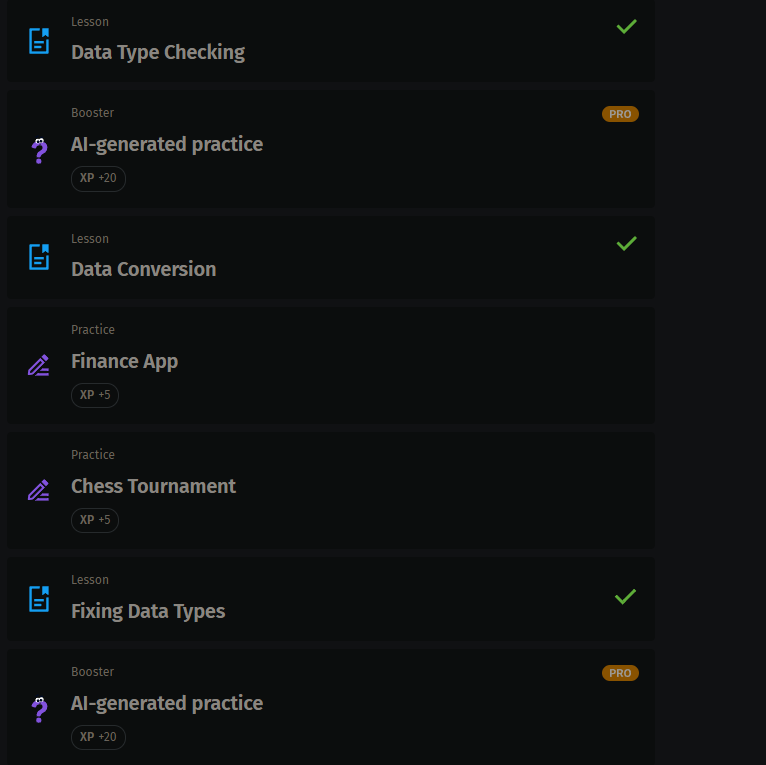 Lesson
Data Type Checking
Booster
PRO
AI-generated practice
XP +20
Lesson
Data Conversion
Practice
Finance App
XP +5
Practice
Chess Tournament
XP +5
Lesson
Fixing Data Types
Booster
PRO
AI-generated practice
XP +20